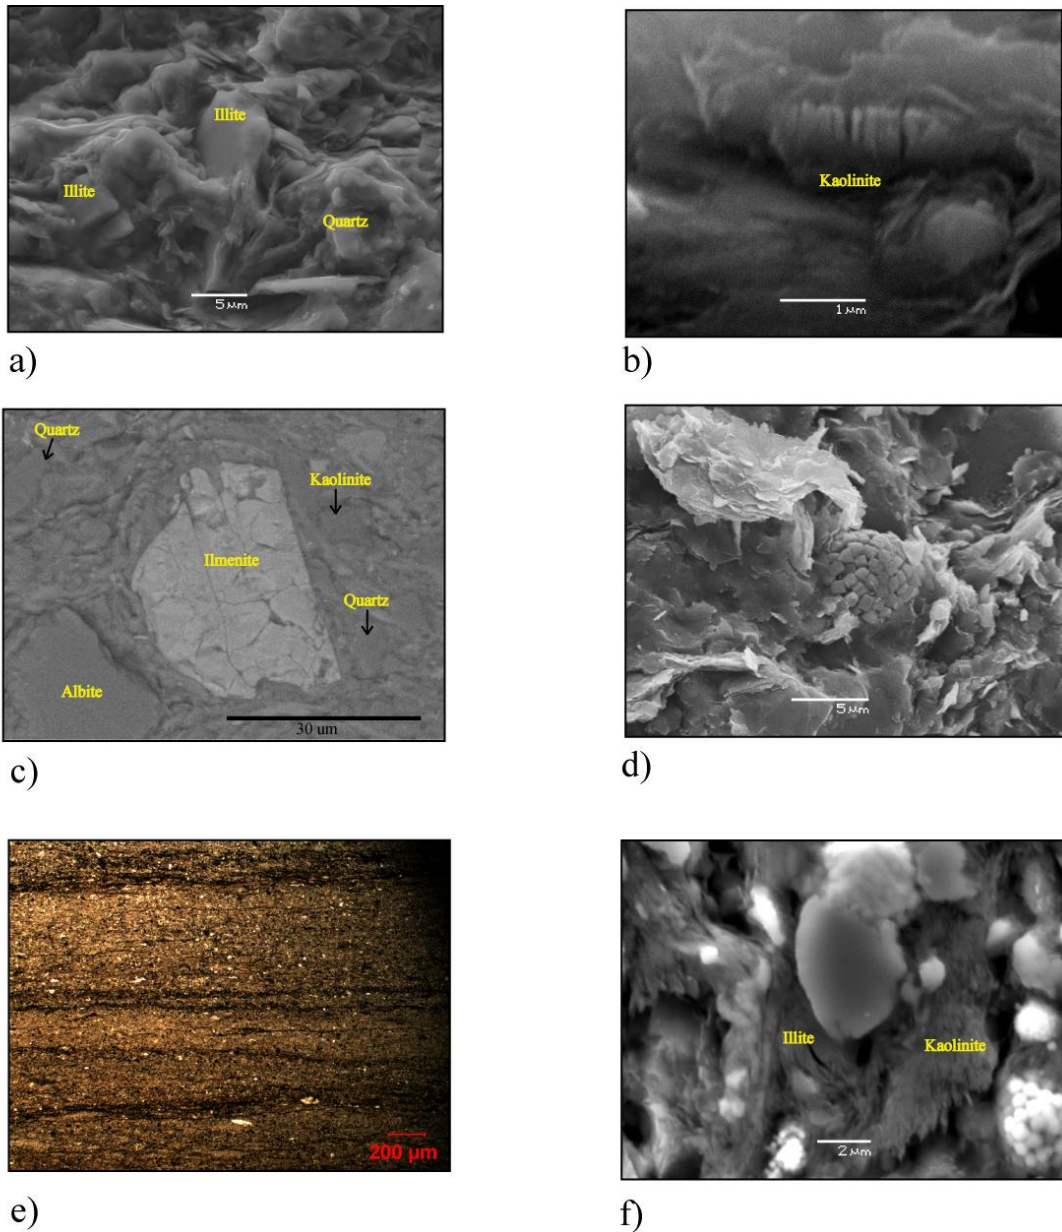 Illite
Illite
Quartz
5 μm
a)
Kaolinite
1 μm
b)
Quartz
Kaolinite
Ilmenite
Quartz
Albite
30 um
c)
5 μm
d)
200 μm
e)
Illite
Kaolinite
2 μm
f)